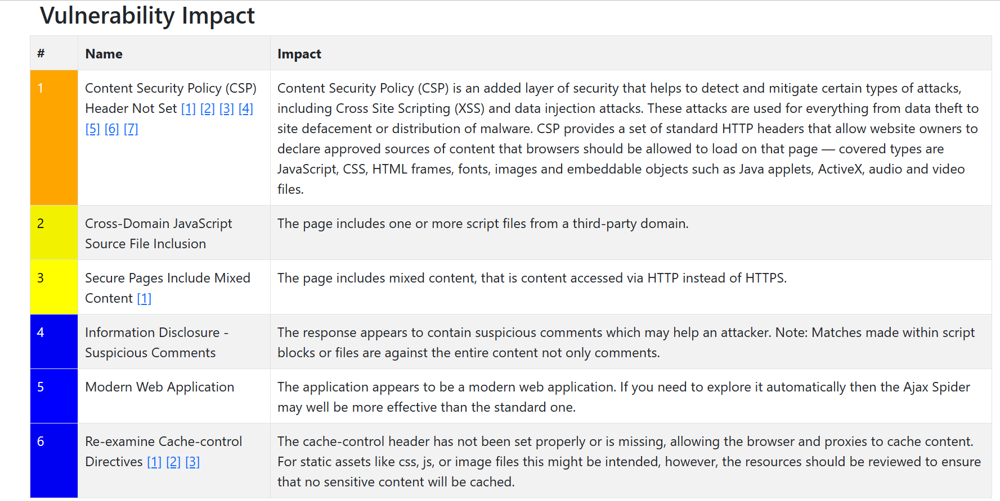 Vulnerability Impact
# Name Impact
1 Content Security Policy (CSP) Content Security Policy (CSP) is an added layer of security that helps to detect and mitigate certain types of attacks,
Header Not Set [1] [2] [3] [4] including Cross Site Scripting (XSS) and data injection attacks. These attacks are used for everything from data theft to
[5] [6] [7] site defacement or distribution of malware. CSP provides a set of standard HTTP headers that allow website owners to
declare approved sources of content that browsers should be allowed to load on that page — covered types are
JavaScript, CSS, HTML frames, fonts, images and embeddable objects such as Java applets, ActiveX, audio and video
files.
2 Cross-Domain JavaScript The page includes one or more script files from a third-party domain.
Source File Inclusion
3 Secure Pages Include Mixed The page includes mixed content, that is content accessed via HTTP instead of HTTPS.
Content [1]
4 Information Disclosure - The response appears to contain suspicious comments which may help an attacker. Note: Matches made within script
Suspicious Comments blocks or files are against the entire content not only comments.
5 Modern Web Application The application appears to be a modern web application. If you need to explore it automatically then the Ajax Spider
may well be more effective than the standard one.
6 Re-examine Cache-control The cache-control header has not been set properly or is missing, allowing the browser and proxies to cache content.
Directives [1] [2] [3] For static assets like css, js, or image files this might be intended, however, the resources should be reviewed to ensure
that no sensitive content will be cached.